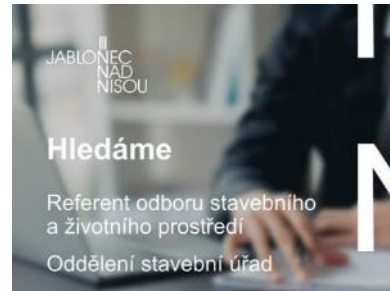 JABLONEC
NAD
NISOU
Hledáme
Referent odboru stavebního
a životního prostředí
Oddělení stavební úřad